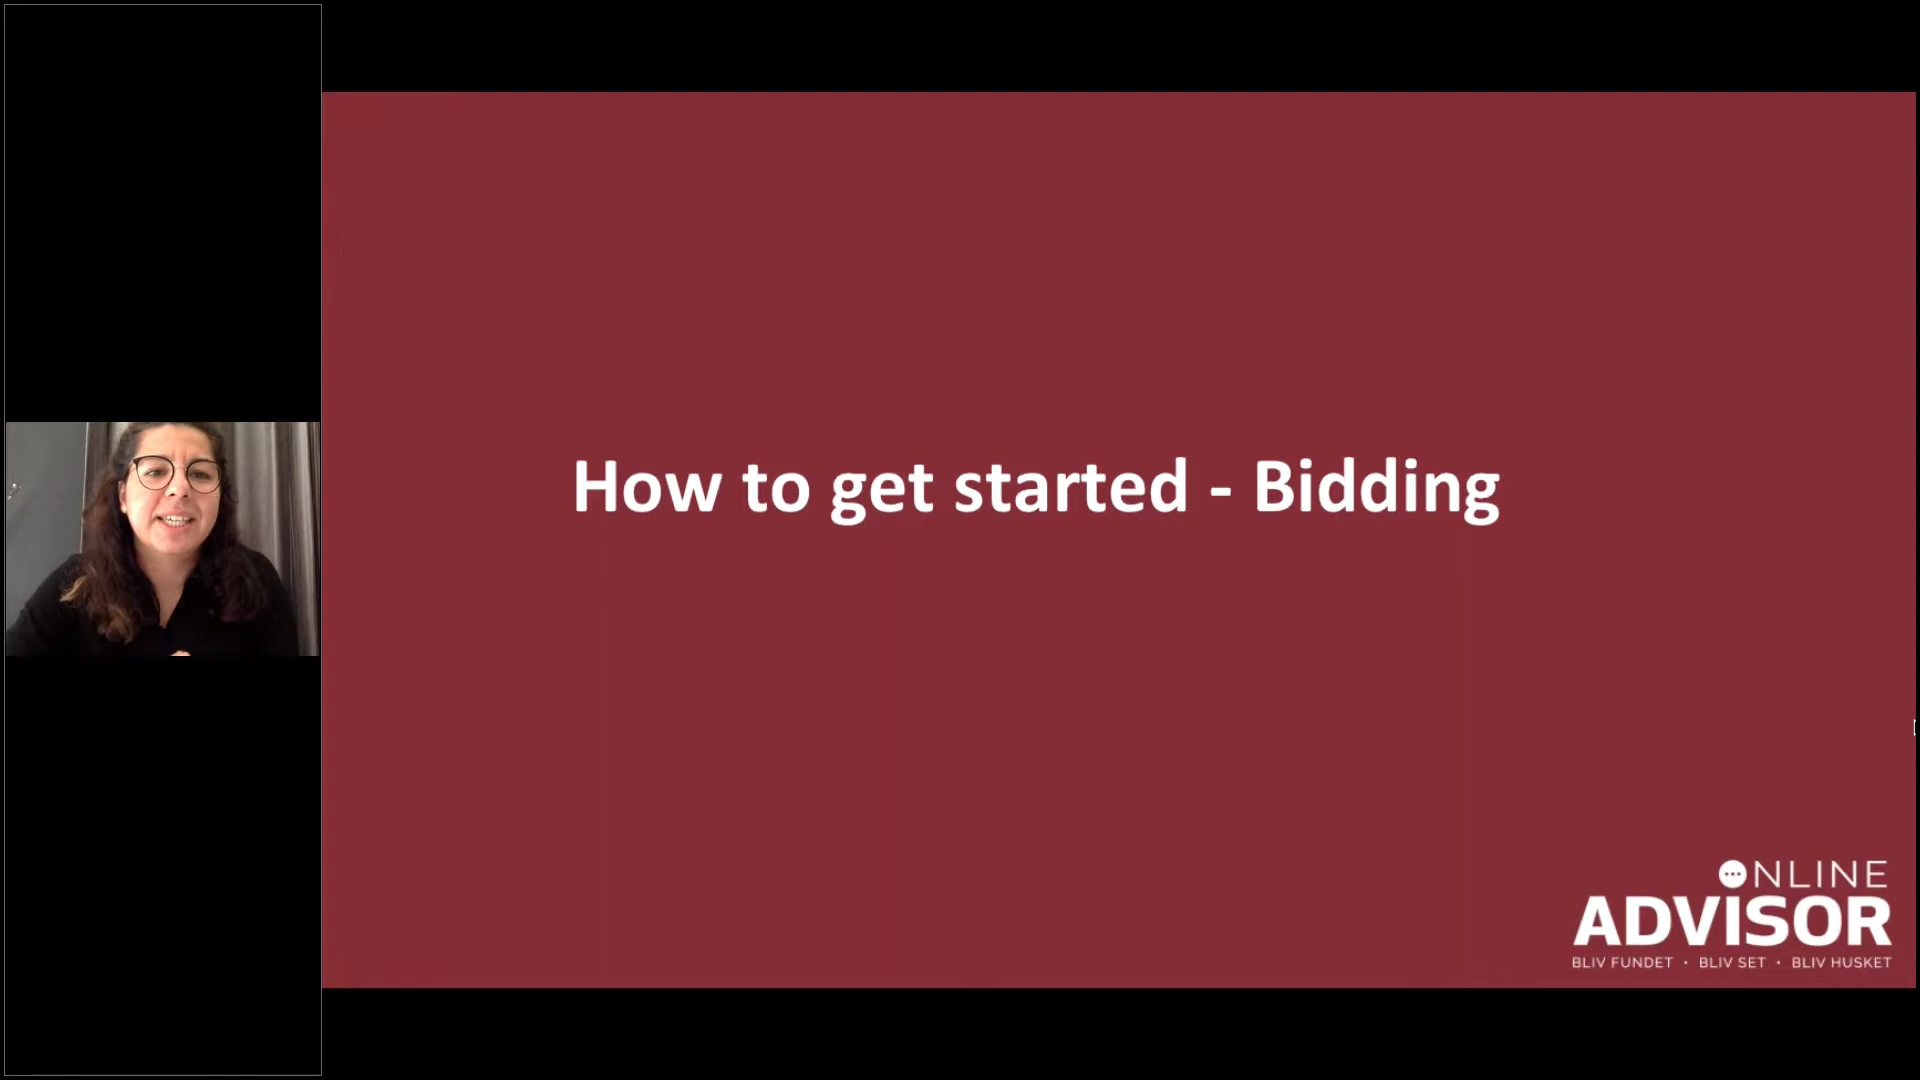 How to get started - Bidding
ONLINE
ADVISOR
BLIV FUNDET • BLIV SET • BLIV HUSKET